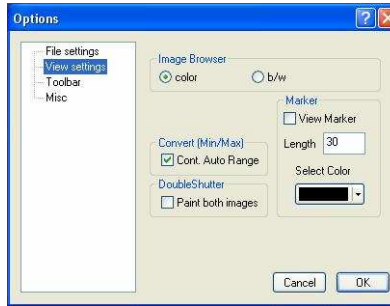 Options
File settings
View settings
Toolbar
Misc
Image Browser
color
b/w
Marker
View Marker
Length 30
Select Color
Convert (Min/Max)
Cont. Auto Range
DoubleShutter
Paint both images
Cancel
OK